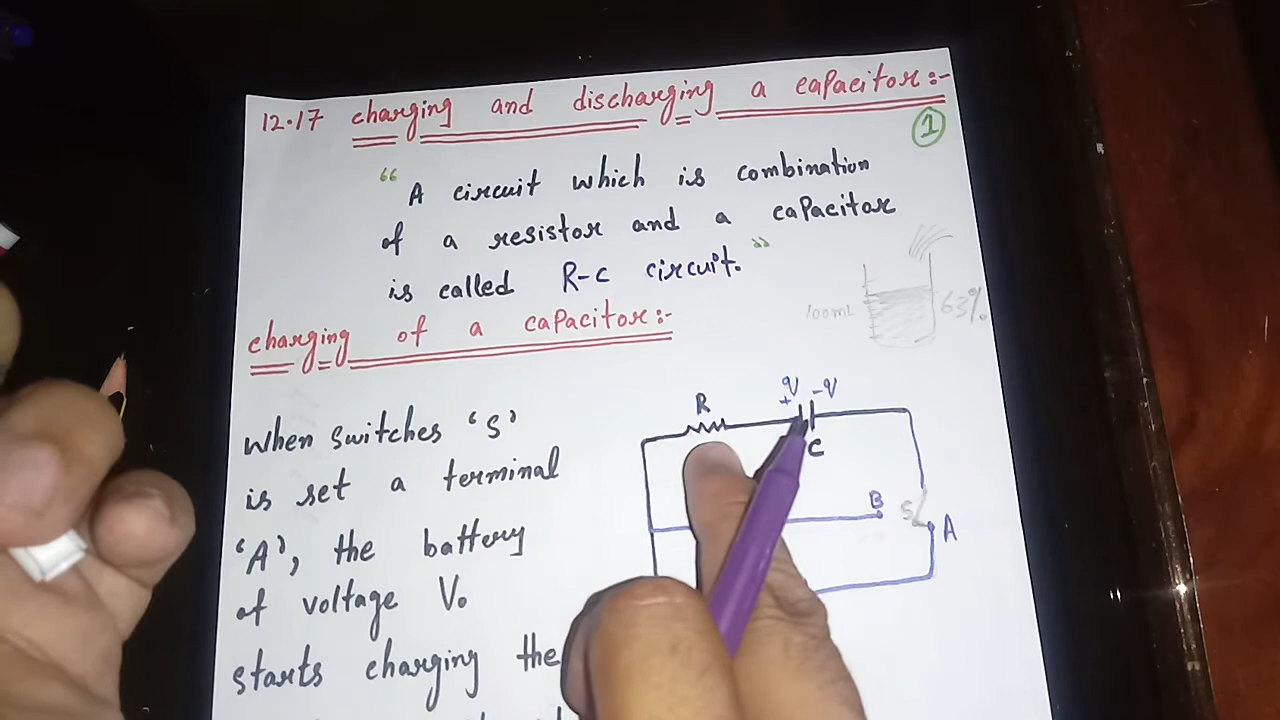 12.17 charging and discharging a capacitor:-
1
“ A circuit which is combination
of a resistor and a capacitor
is called R-C circuit.”
100mL
63%
charging of a capacitor:-
When switches ‘S’
is set a terminal
‘A’, the battery
of voltage Vo
starts charging the
R
q
-q
+
C
B
S
A